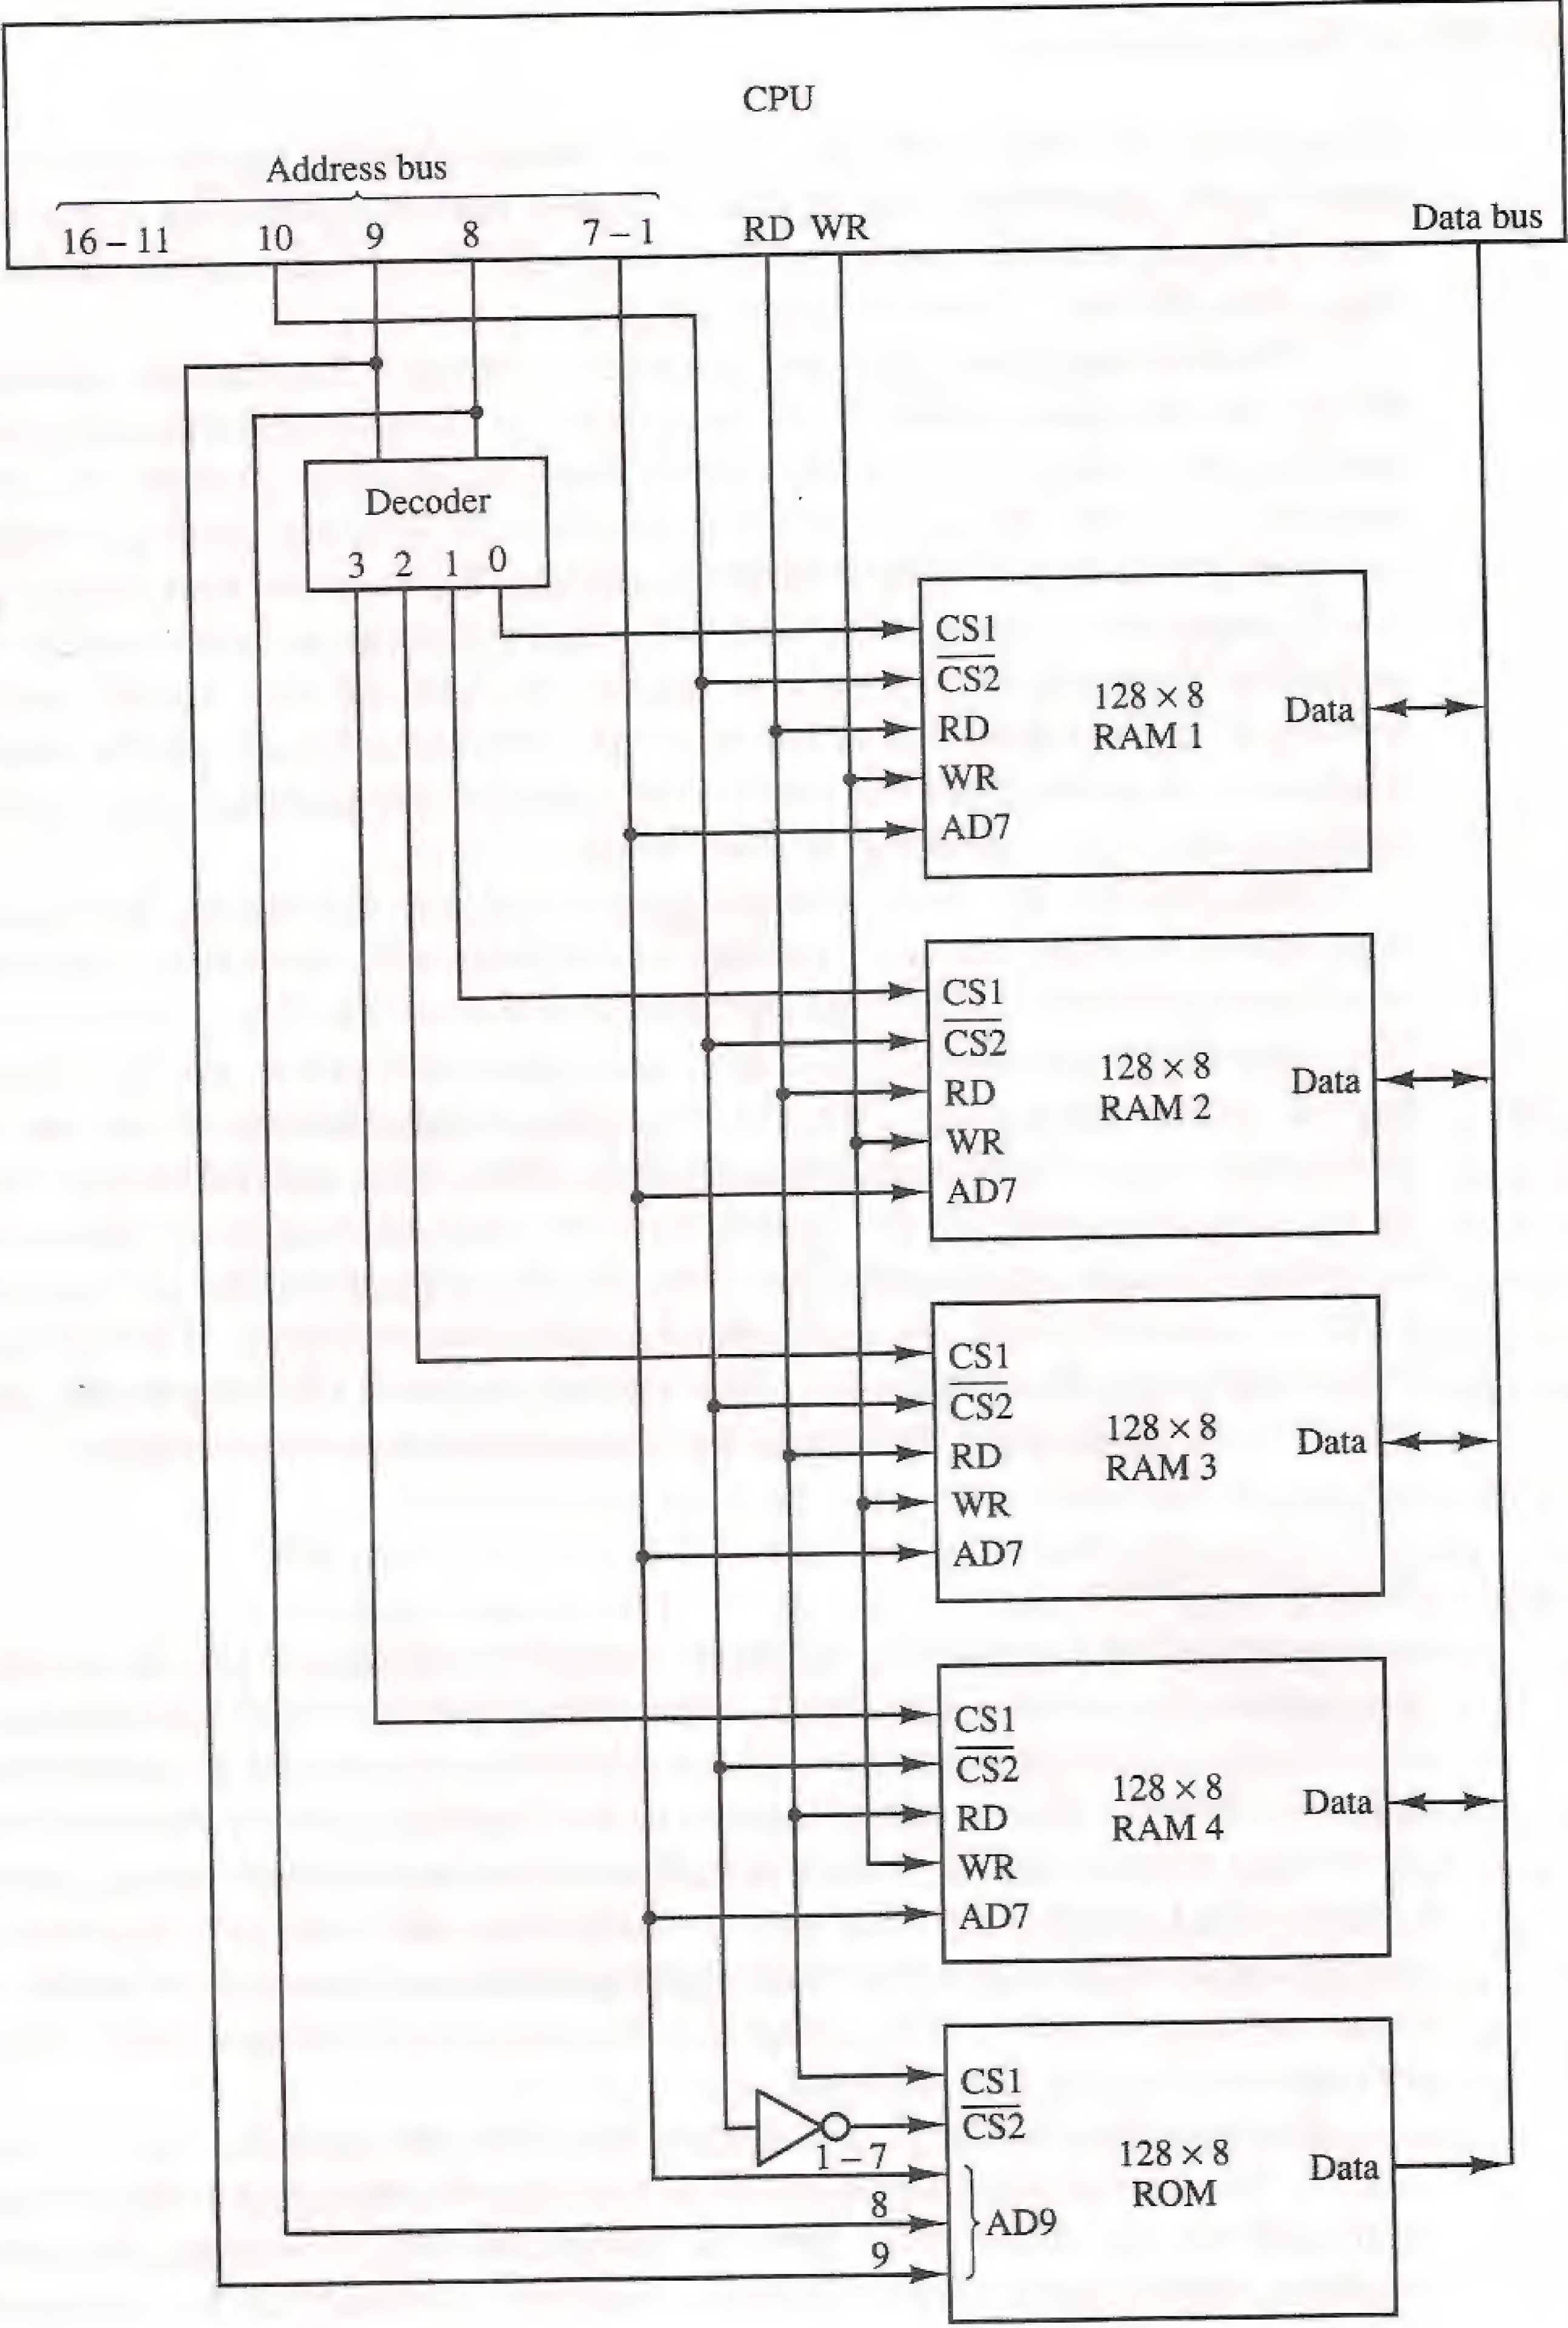 CPU
Address bus
16 – 11 10 9 8 7 – 1 RD WR Data bus
Decoder
3 2 1 0
CS1
CS2
RD
WR
AD7
128 × 8
RAM 1
Data
CS1
CS2
RD
WR
AD7
128 × 8
RAM 2
Data
CS1
CS2
RD
WR
AD7
128 × 8
RAM 3
Data
CS1
CS2
RD
WR
AD7
128 × 8
RAM 4
Data
CS1
CS2
1 – 7
8
9
AD9
128 × 8
ROM
Data